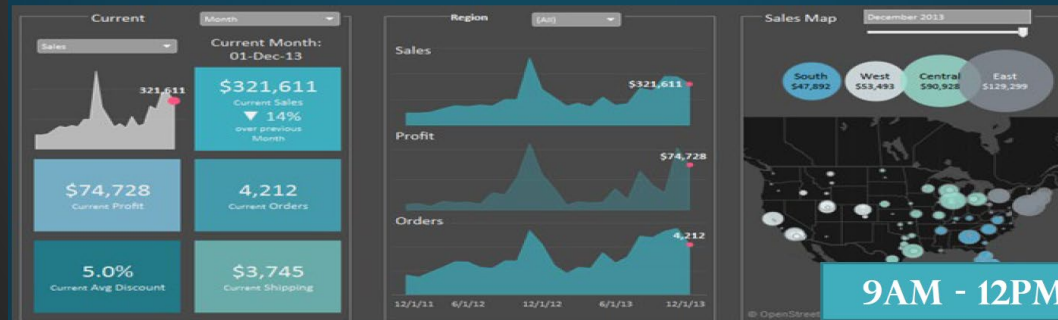 Current
Month
Sales
Current Month:
01-Dec-13
321,611
$321,611
Current Sales
▼ 14%
over previous
Month
$74,728
Current Profit
4,212
Current Orders
5.0%
Current Avg Discount
$3,745
Current Shipping
Region
(All)
Sales
$321,611
Profit
$74,728
Orders
4,212
12/1/11 6/1/12 12/1/12 6/1/13 12/1/13
Sales Map
December 2013
South
$47,892
West
$53,493
Central
$90,928
East
$129,299
© OpenStreet
9AM - 12PM